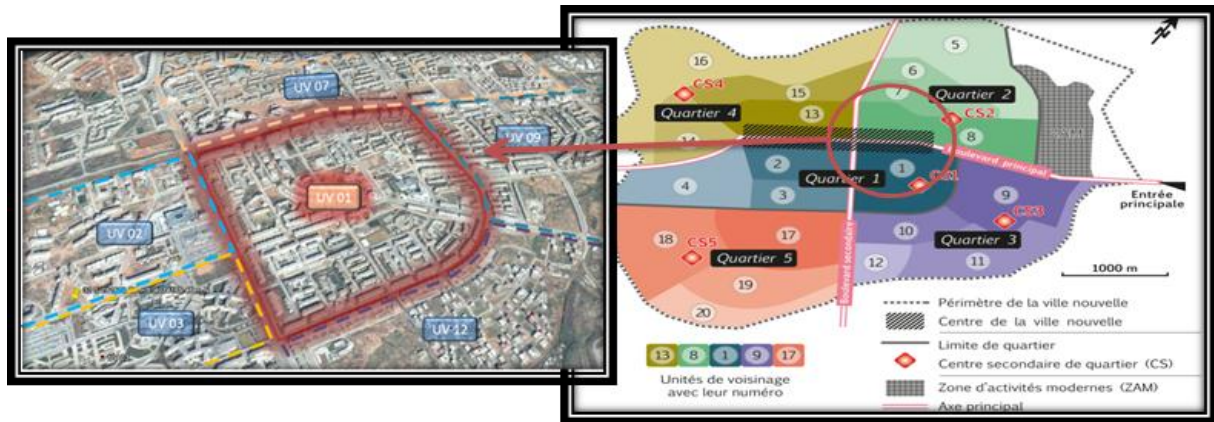 UV 07
UV 09
UV 01
UV 02
UV 03
UV 12
5
16
6
CS4
7
Quartier 2
15
CS2
Quartier 4
13
8
14
Boulevard principal
2
1
Quartier 1
CS1
4
3
9
Entrée
principale
CS3
10
Quartier 3
18
17
CS5
Quartier 5
12
11
Boulevard secondaire
19
1000 m
20
Périmètre de la ville nouvelle
Centre de la ville nouvelle
Limite de quartier
13 8 1 9 17
Centre secondaire de quartier (CS)
Unités de voisinage
avec leur numéro
Zone d'activités modernes (ZAM)
Axe principal